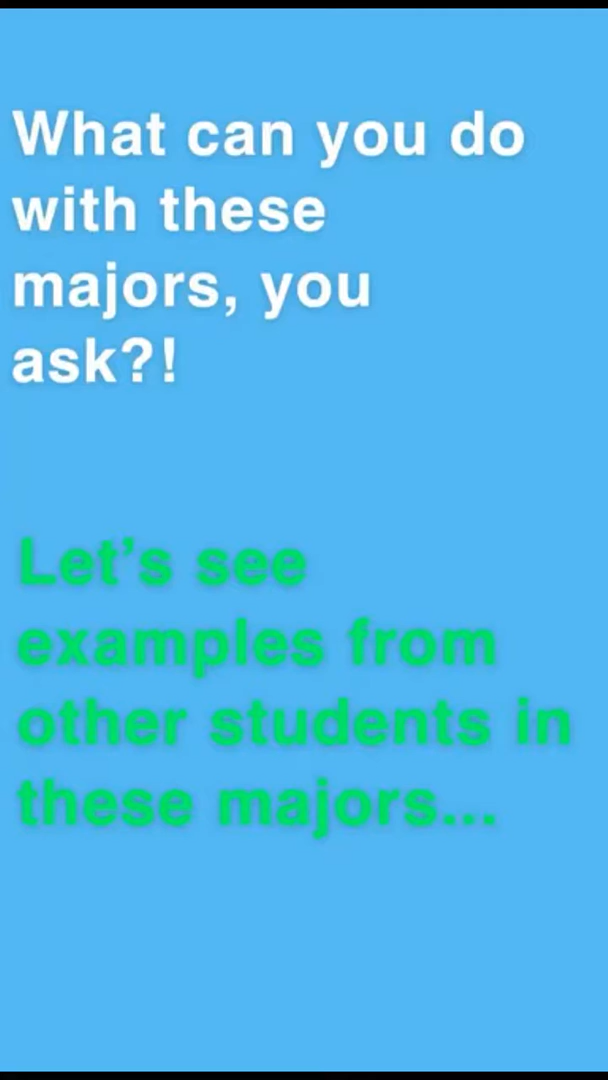 What can you do
with these
majors, you
ask?!
Let’s see
examples from
other students in
these majors...